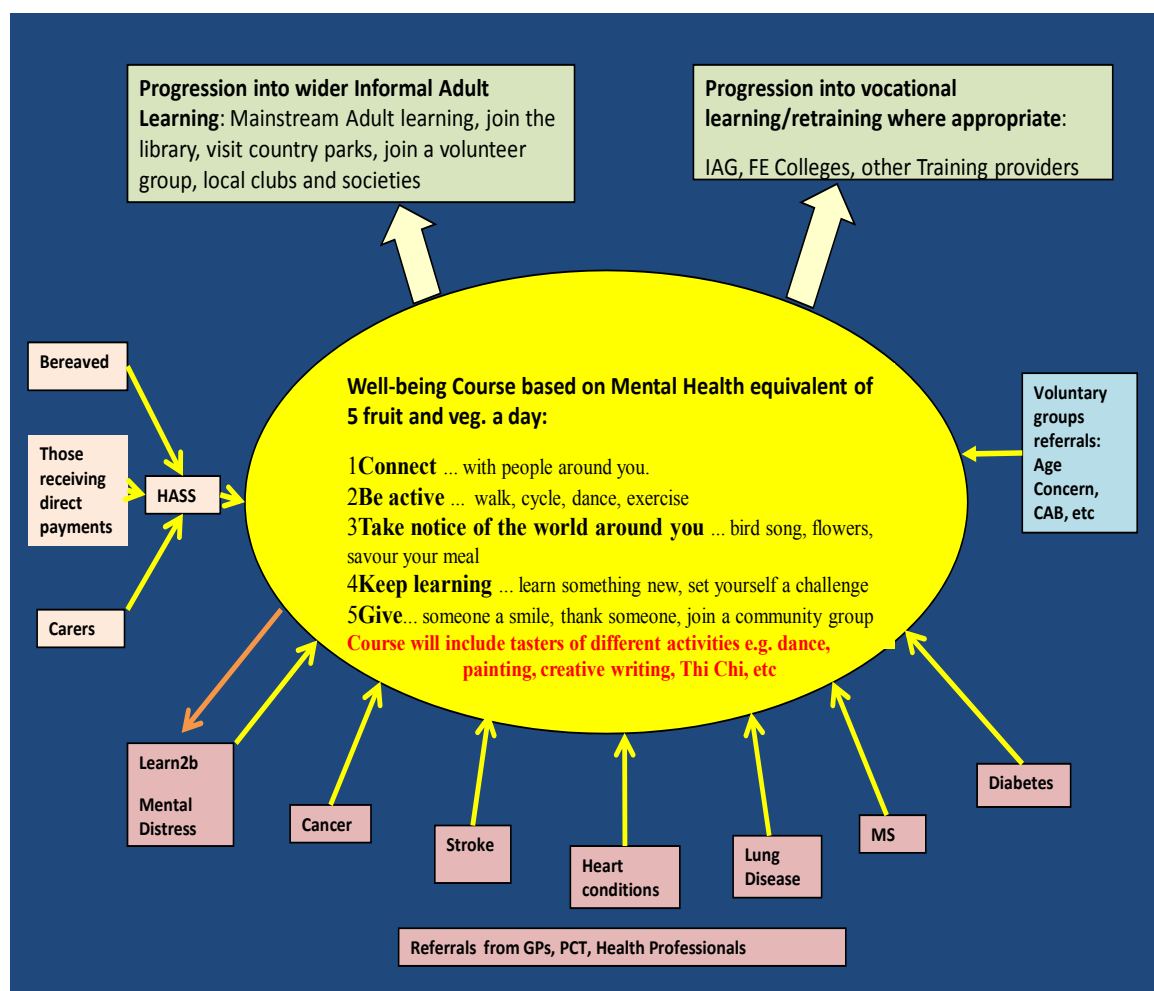 Progression into wider Informal Adult
Learning: Mainstream Adult learning, join the
library, visit country parks, join a volunteer
group, local clubs and societies
Progression into vocational
learning/retraining where appropriate:
IAG, FE Colleges, other Training providers
Bereaved
Those
receiving
direct
payments
HASS
Carers
Well-being Course based on Mental Health equivalent of
5 fruit and veg. a day:
1Connect ... with people around you.
2Be active ... walk, cycle, dance, exercise
3Take notice of the world around you ... bird song, flowers,
savour your meal
4Keep learning ... learn something new, set yourself a challenge
5Give... someone a smile, thank someone, join a community group
Course will include tasters of different activities e.g. dance,
painting, creative writing, Thi Chi, etc
Voluntary
groups
referrals:
Age
Concern,
CAB, etc
Learn2b
Mental
Distress
Cancer
Stroke
Heart
conditions
Lung
Disease
MS
Diabetes
Referrals from GPs, PCT, Health Professionals